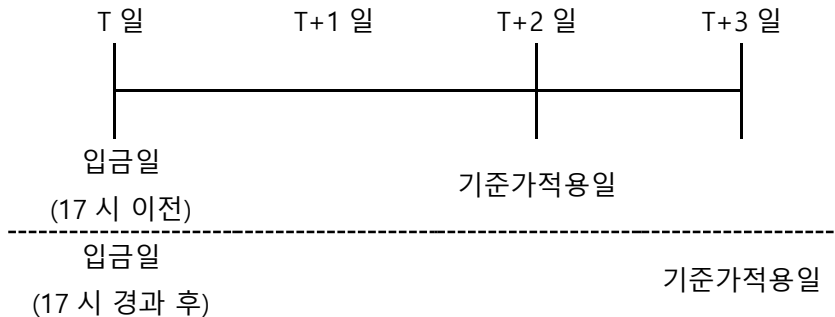 T 일 T+1 일 T+2 일 T+3 일
입금일
(17 시 이전)
기준가적용일
입금일
(17 시 경과 후)
기준가적용일